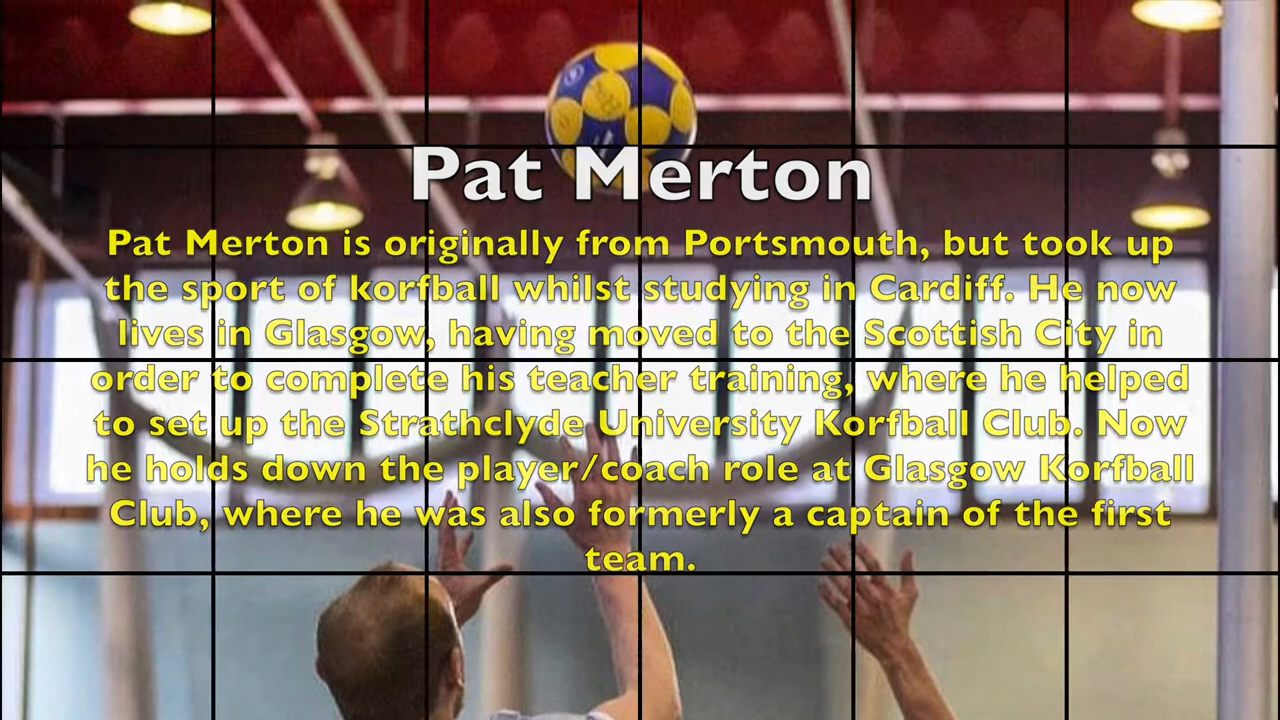 Pat Merton
Pat Merton is originally from Portsmouth, but took up
the sport of korfball whilst studying in Cardiff. He now
lives in Glasgow, having moved to the Scottish City in
order to complete his teacher training, where he helped
to set up the Strathclyde University Korfball Club. Now
he holds down the player/coach role at Glasgow Korfball
Club, where he was also formerly a captain of the first
team.